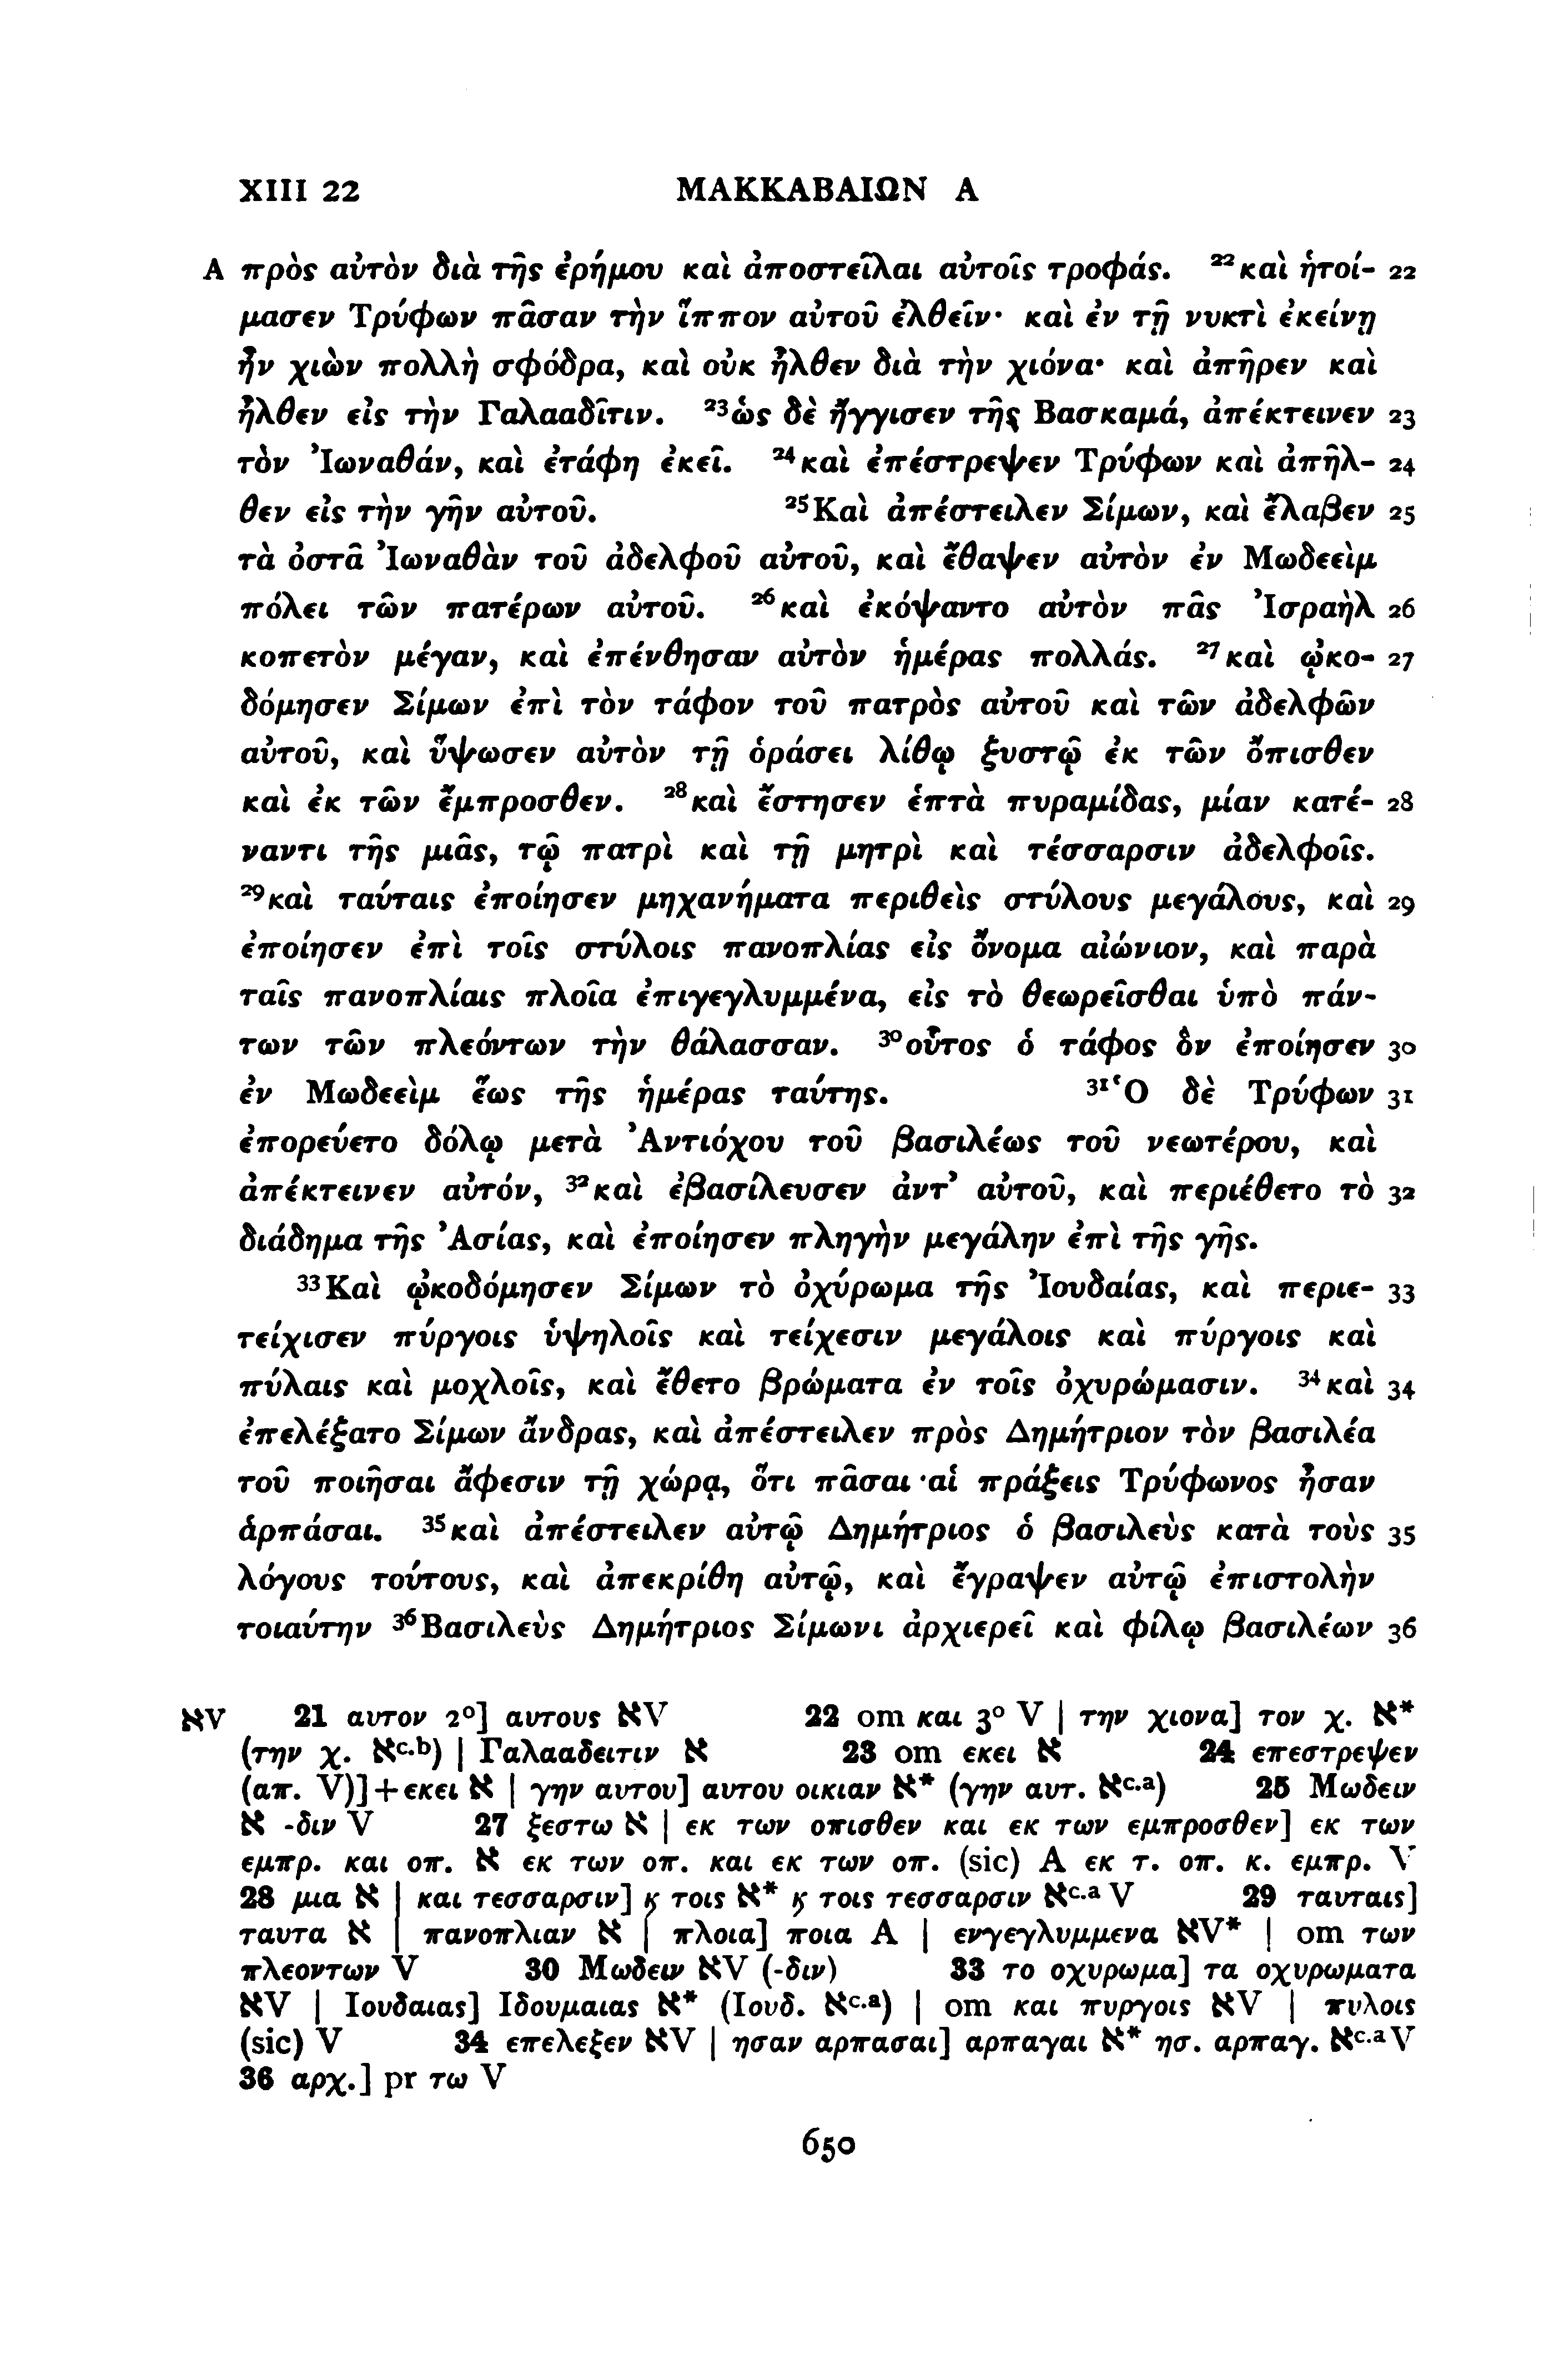 XIII 22 ΜΑΚΚΑΒΑΙΩΝ Α
A πρὸς αὐτὸν διὰ τῆς ἐρήμου καὶ ἀποστεῖλαι αὐτοῖς τροφάς. ²²καὶ ἡτοί- 22
μασεν Τρύφων πᾶσαν τὴν ἵππον αὐτοῦ ἐλθεῖν· καὶ ἐν τῇ νυκτὶ ἐκείνῃ
ἦν χιὼν πολλὴ σφόδρα, καὶ οὐκ ἦλθεν διὰ τὴν χιόνα· καὶ ἀπῆρεν καὶ
ἦλθεν εἰς τὴν Γαλααδῖτιν. ²³ὡς δὲ ἤγγισεν τῆς Βασκαμά, ἀπέκτεινεν 23
τὸν Ἰωναθάν, καὶ ἐτάφη ἐκεῖ. ²⁴καὶ ἐπέστρεψεν Τρύφων καὶ ἀπῆλ- 24
θεν εἰς τὴν γῆν αὐτοῦ. ²⁵Καὶ ἀπέστειλεν Σίμων, καὶ ἔλαβεν 25
τὰ ὀστᾶ Ἰωναθὰν τοῦ ἀδελφοῦ αὐτοῦ, καὶ ἔθαψεν αὐτὸν ἐν Μωδεεὶμ
πόλει τῶν πατέρων αὐτοῦ. ²⁶καὶ ἐκόψαντο αὐτὸν πᾶς Ἰσραὴλ 26
κοπετὸν μέγαν, καὶ ἐπένθησαν αὐτὸν ἡμέρας πολλάς. ²⁷καὶ ᾠκο- 27
δόμησεν Σίμων ἐπὶ τὸν τάφον τοῦ πατρὸς αὐτοῦ καὶ τῶν ἀδελφῶν
αὐτοῦ, καὶ ὕψωσεν αὐτὸν τῇ ὁράσει λίθῳ ξυστῷ ἐκ τῶν ὄπισθεν
καὶ ἐκ τῶν ἔμπροσθεν. ²⁸καὶ ἔστησεν ἑπτὰ πυραμίδας, μίαν κατέ- 28
ναντι τῆς μιᾶς, τῷ πατρὶ καὶ τῇ μητρὶ καὶ τέσσαρσιν ἀδελφοῖς.
²⁹καὶ ταύταις ἐποίησεν μηχανήματα περιθεὶς στύλους μεγάλους, καὶ 29
ἐποίησεν ἐπὶ τοῖς στύλοις πανοπλίας εἰς ὄνομα αἰώνιον, καὶ παρὰ
ταῖς πανοπλίαις πλοῖα ἐπιγεγλυμμένα, εἰς τὸ θεωρεῖσθαι ὑπὸ πάν-
των τῶν πλεόντων τὴν θάλασσαν. ³⁰οὗτος ὁ τάφος ὃν ἐποίησεν 30
ἐν Μωδεεὶμ ἕως τῆς ἡμέρας ταύτης. ³¹Ὁ δὲ Τρύφων 31
ἐπορεύετο δόλῳ μετὰ Ἀντιόχου τοῦ βασιλέως τοῦ νεωτέρου, καὶ
ἀπέκτεινεν αὐτόν, ³²καὶ ἐβασίλευσεν ἀντ’ αὐτοῦ, καὶ περιέθετο τὸ 32
διάδημα τῆς Ἀσίας, καὶ ἐποίησεν πληγὴν μεγάλην ἐπὶ τῆς γῆς.
³³Καὶ ᾠκοδόμησεν Σίμων τὸ ὀχύρωμα τῆς Ἰουδαίας, καὶ περιε- 33
τείχισεν πύργοις ὑψηλοῖς καὶ τείχεσιν μεγάλοις καὶ πύργοις καὶ
πύλαις καὶ μοχλοῖς, καὶ ἔθετο βρώματα ἐν τοῖς ὀχυρώμασιν. ³⁴καὶ 34
ἐπελέξατο Σίμων ἄνδρας, καὶ ἀπέστειλεν πρὸς Δημήτριον τὸν βασιλέα
τοῦ ποιῆσαι ἄφεσιν τῇ χώρᾳ, ὅτι πᾶσαι αἱ πράξεις Τρύφωνος ἦσαν
ἁρπάσαι. ³⁵καὶ ἀπέστειλεν αὐτῷ Δημήτριος ὁ βασιλεὺς κατὰ τοὺς 35
λόγους τούτους, καὶ ἀπεκρίθη αὐτῷ, καὶ ἔγραψεν αὐτῷ ἐπιστολὴν
τοιαύτην ³⁶Βασιλεὺς Δημήτριος Σίμωνι ἀρχιερεῖ καὶ φίλῳ βασιλέων 36
אV 21 αυτον 2°] αυτους אV 22 om και 3° V | την χιονα] τον χ. א*
(την χ. אc.b) | Γαλααδειτιν א 23 om εκει א 24 επεστρεψεν
(απ. V)]+εκει א | γην αυτου] αυτου οικιαν א* (γην αυτ. אc.a) 25 Μωδειν
א -διν V 27 ξεστω א | εκ των οπισθεν και εκ των εμπροσθεν] εκ των
εμπρ. και οπ. א εκ των οπ. και εκ των οπ. (sic) A εκ τ. οπ. κ. εμπρ. V
28 μια א | και τεσσαρσιν] ϗ τοις א* ϗ τοις τεσσαρσιν אc.a V 29 ταυταις]
ταυτα א | πανοπλιαν א | πλοια] ποια A | ενγεγλυμμενα אV* | om των
πλεοντων V 30 Μωδειν אV (-διν) 33 το οχυρωμα] τα οχυρωματα
אV | Ιουδαιας] Ιδουμαιας א* (Ιουδ. אc.a) | om και πυργοις אV | πυλοις
(sic) V 34 επελεξεν אV | ησαν αρπασαι] αρπαγαι א* ησ. αρπαγ. אc.a V
36 αρχ.] pr τω V
650